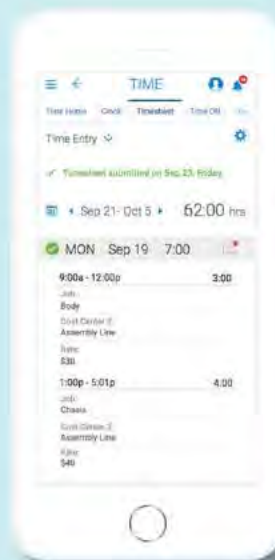 TIME
Time Home Clock Timesheet Time Off
Time Entry
Timesheet submitted on Sep 23, Friday
Sep 21- Oct 5 62:00 hrs
MON Sep 19 7:00
9:00a - 12:00p 3:00
Job:
Body
Cost Center 2:
Assembly Line
Rate:
$30
1:00p - 5:01p 4:00
Job:
Chasis
Cost Center 2:
Assembly Line
Rate:
$40